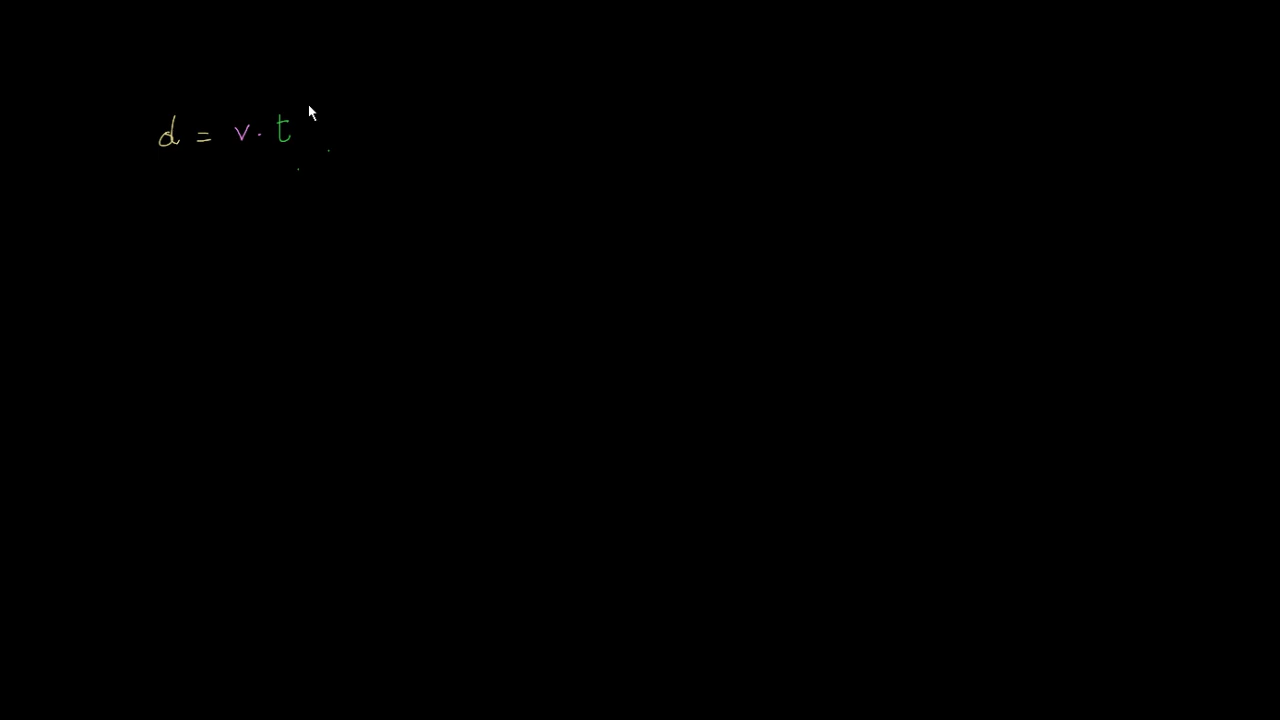 d = v · t